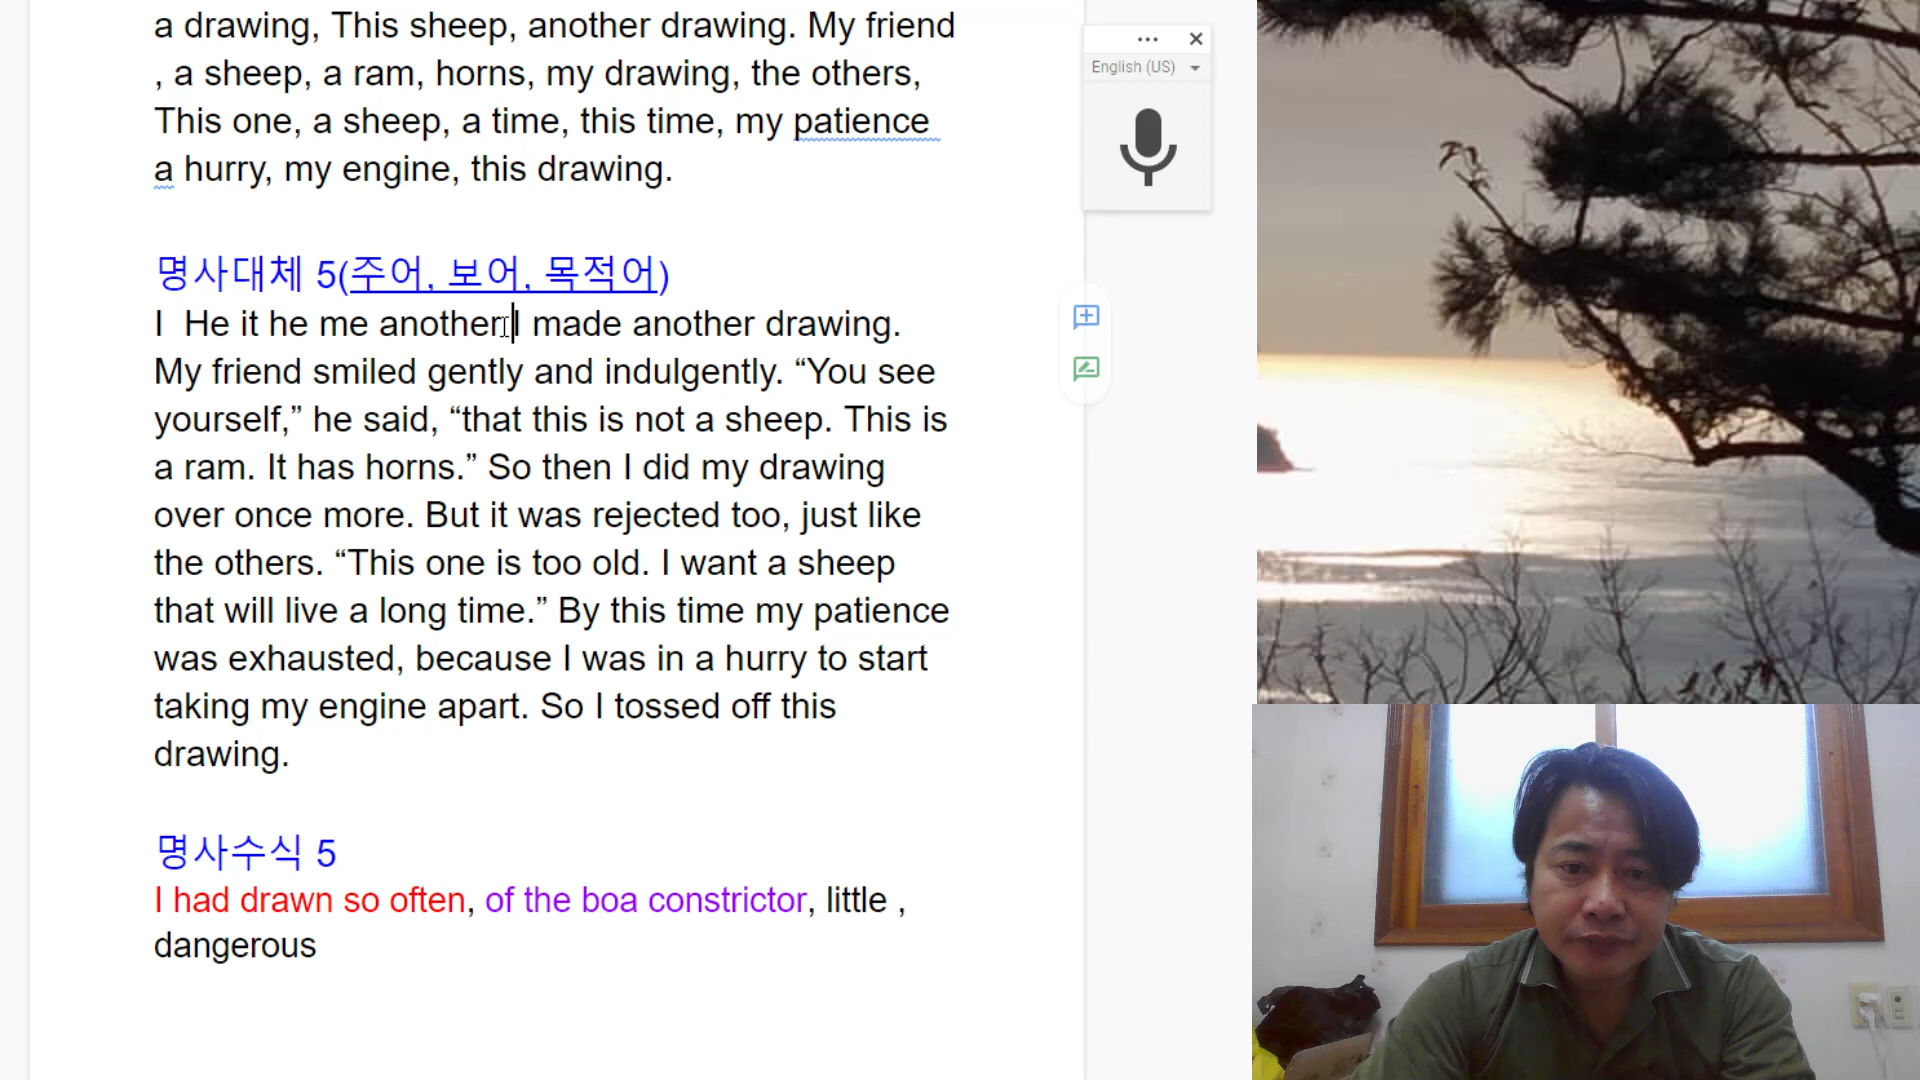 a drawing, This sheep, another drawing. My friend
, a sheep, a ram, horns, my drawing, the others,
This one, a sheep, a time, this time, my patience
a hurry, my engine, this drawing.
명사대체 5(주어, 보어, 목적어)
I  He it he me another I made another drawing.
My friend smiled gently and indulgently. “You see
yourself,” he said, “that this is not a sheep. This is
a ram. It has horns.” So then I did my drawing
over once more. But it was rejected too, just like
the others. “This one is too old. I want a sheep
that will live a long time.” By this time my patience
was exhausted, because I was in a hurry to start
taking my engine apart. So I tossed off this
drawing.
명사수식 5
I had drawn so often, of the boa constrictor, little ,
dangerous
English (US)